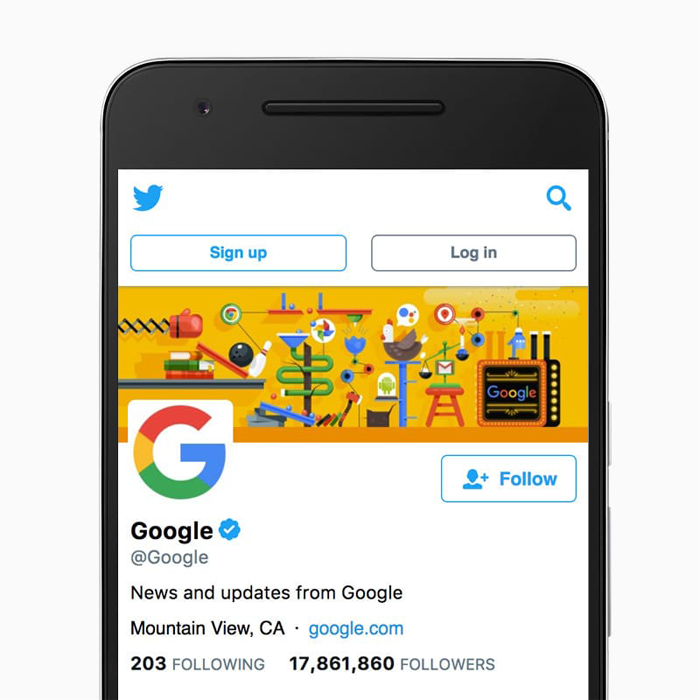 Sign up Log in
Google
Google
@Google
News and updates from Google
Mountain View, CA · google.com
203 FOLLOWING 17,861,860 FOLLOWERS
Follow